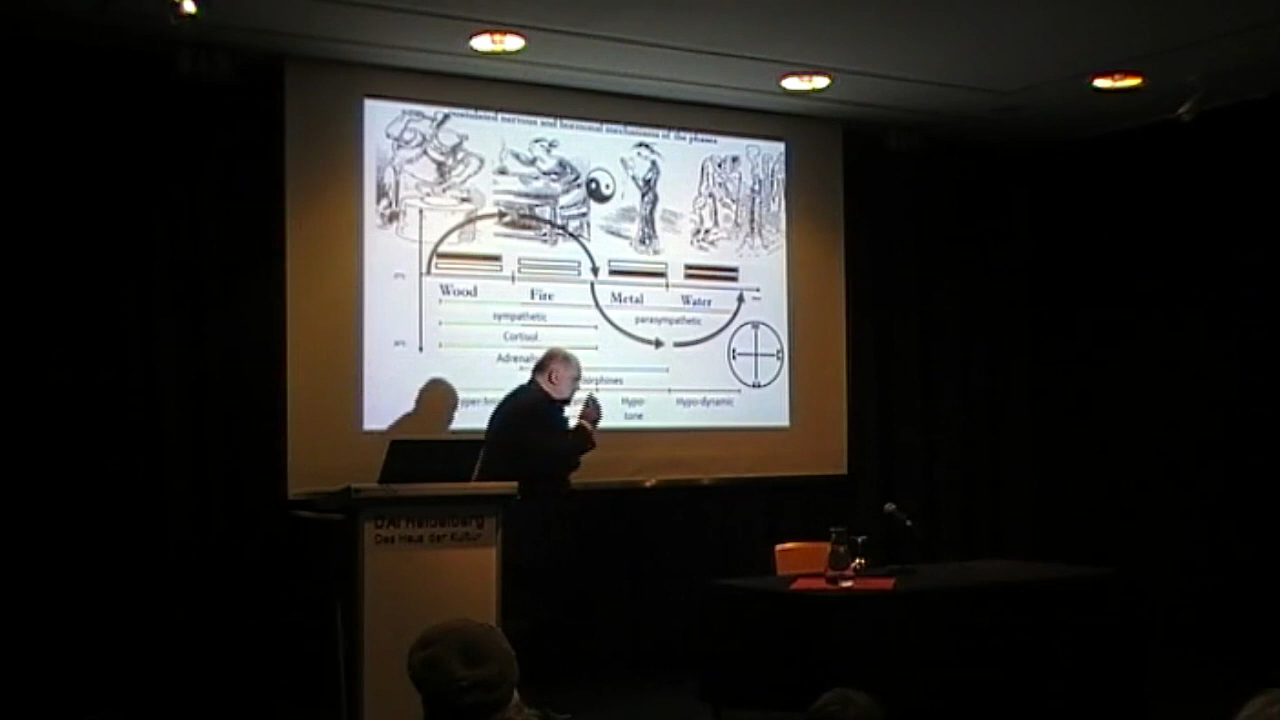 postulated nervous and hormonal mechanisms of the phases
Wood Fire Metal Water
sympathetic parasympathetic
Cortisol
Hypo-
tone
Hypo-dynamic
DAI Heidelberg
Das Haus der Kultur